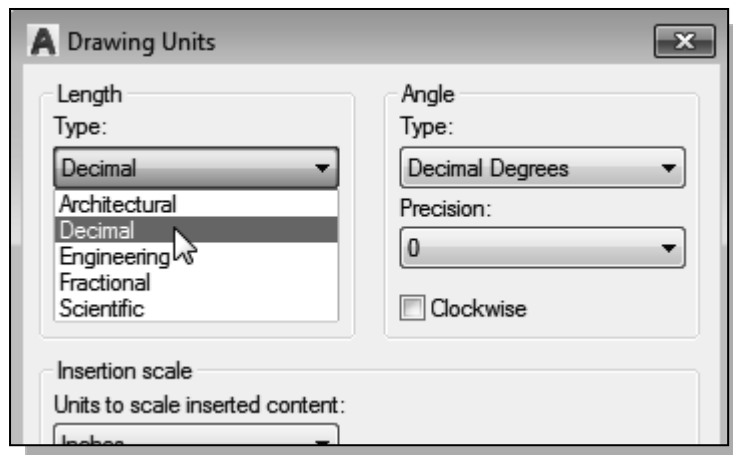 Drawing Units
Length
Type:
Decimal
Architectural
Decimal
Engineering
Fractional
Scientific
Angle
Type:
Decimal Degrees
Precision:
0
Clockwise
Insertion scale
Units to scale inserted content:
Inches